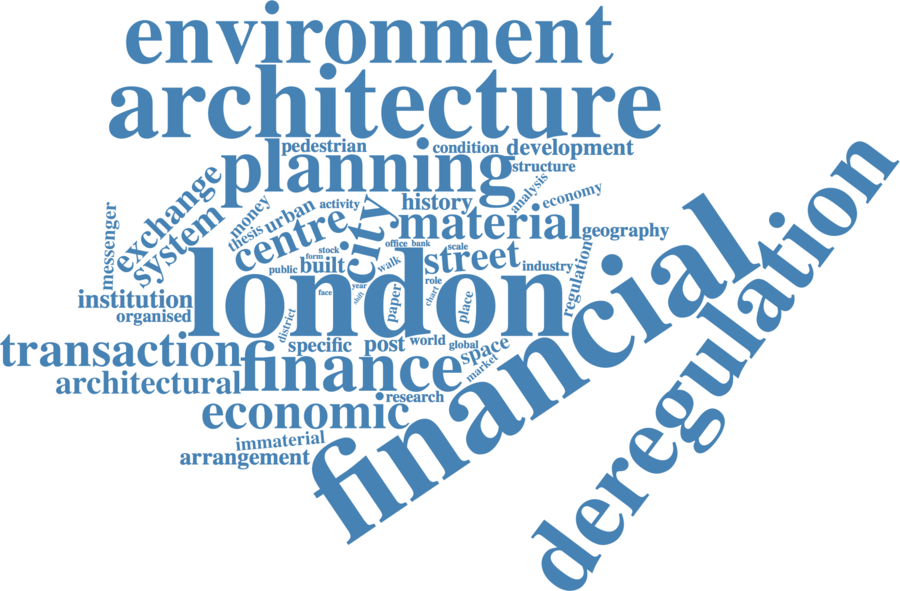 environment
architecture
pedestrian
condition
development
planning
structure
analysis
economy
exchange
system
messenger
money
thesis
urban
activity
centre
city
history
material
geography
stock
form
office
bank
scale
street
walk
public
built
industry
regulation
role
year
face
shift
paper
chart
place
institution
organised
london
district
transaction
specific
post
world
global
space
market
architectural
finance
research
economic
immaterial
arrangement
financial
deregulation